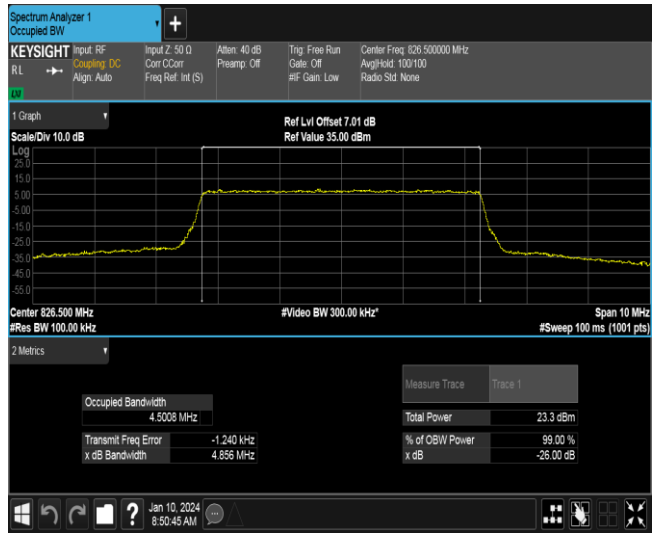 Spectrum Analyzer 1
Occupied BW
+
KEYSIGHT
RL
LXI
Input: RF
Coupling: DC
Align: Auto
Input Z: 50 Ω
Corr CCorr
Freq Ref: Int (S)
Atten: 40 dB
Preamp: Off
Trig: Free Run
Gate: Off
#IF Gain: Low
Center Freq: 826.500000 MHz
Avg|Hold: 100/100
Radio Std: None
1 Graph
Scale/Div 10.0 dB
Ref Lvl Offset 7.01 dB
Ref Value 35.00 dBm
Log
25.0
15.0
5.00
-5.00
-15.0
-25.0
-35.0
-45.0
-55.0
Center 826.500 MHz
#Video BW 300.00 kHz*
Span 10 MHz
#Res BW 100.00 kHz
#Sweep 100 ms (1001 pts)
2 Metrics
Measure Trace Trace 1
Occupied Bandwidth
4.5008 MHz
Total Power 23.3 dBm
Transmit Freq Error -1.240 kHz
% of OBW Power 99.00 %
x dB Bandwidth 4.856 MHz
x dB -26.00 dB
?
Jan 10, 2024
8:50:45 AM